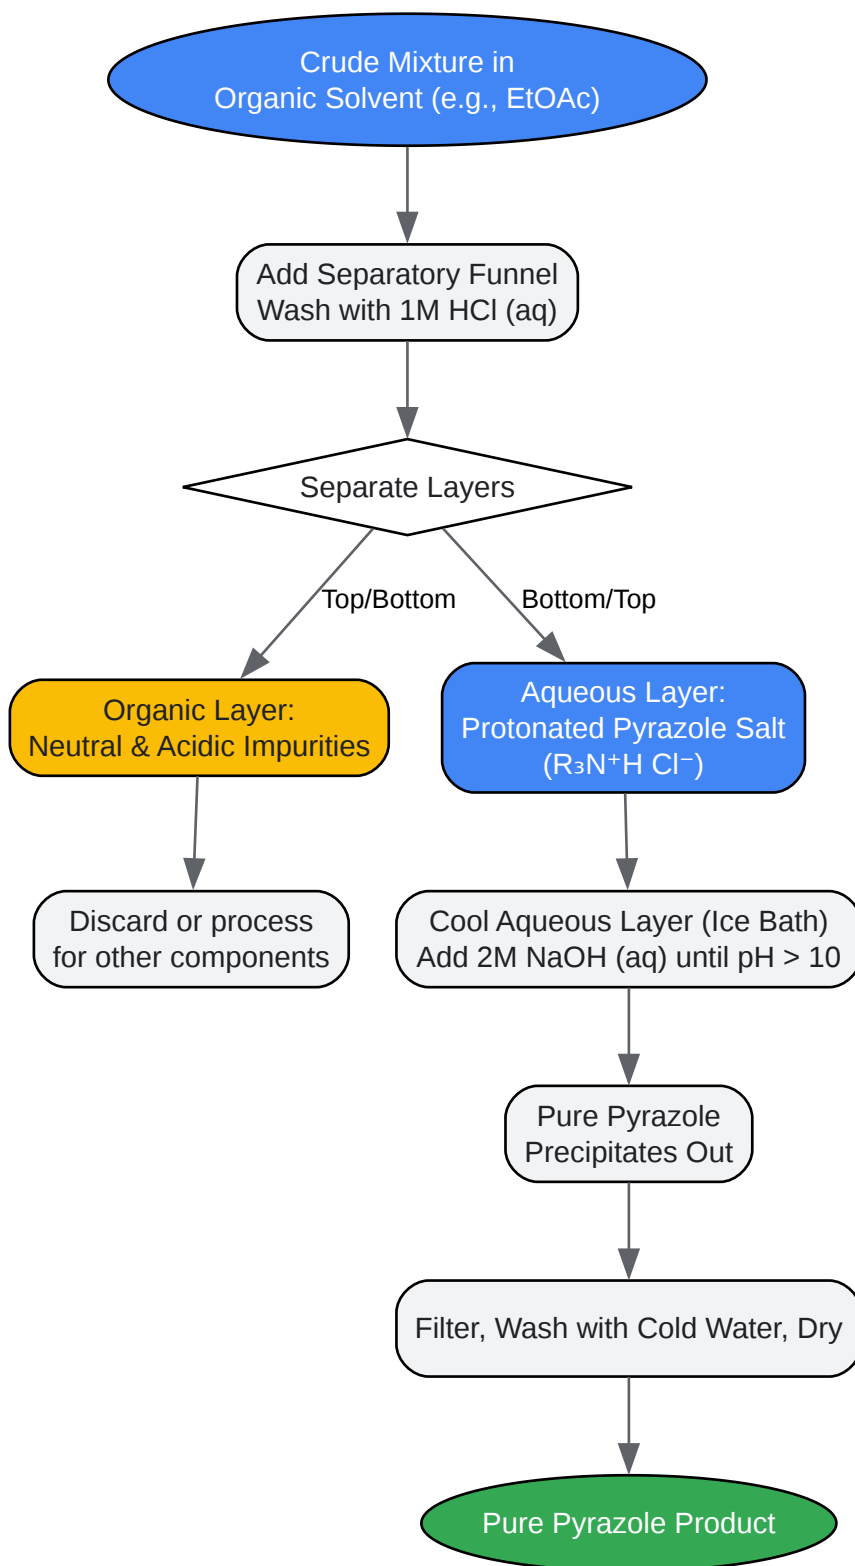 Crude Mixture in
Organic Solvent (e.g., EtOAc)
Add Separatory Funnel
Wash with 1M HCl (aq)
Separate Layers
Top/Bottom
Bottom/Top
Organic Layer:
Neutral & Acidic Impurities
Aqueous Layer:
Protonated Pyrazole Salt
(R₃N⁺H Cl⁻)
Discard or process
for other components
Cool Aqueous Layer (Ice Bath)
Add 2M NaOH (aq) until pH > 10
Pure Pyrazole
Precipitates Out
Filter, Wash with Cold Water, Dry
Pure Pyrazole Product